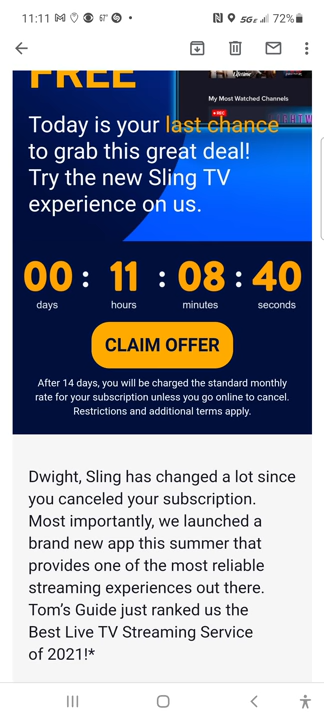 11:11 67° 5GE 72%
FREE
My Most Watched Channels
REC
Today is your last chance
to grab this great deal!
Try the new Sling TV
experience on us.
00 : 11 : 08 : 40
days hours minutes seconds
CLAIM OFFER
After 14 days, you will be charged the standard monthly
rate for your subscription unless you go online to cancel.
Restrictions and additional terms apply.
Dwight, Sling has changed a lot since
you canceled your subscription.
Most importantly, we launched a
brand new app this summer that
provides one of the most reliable
streaming experiences out there.
Tom's Guide just ranked us the
Best Live TV Streaming Service
of 2021!*